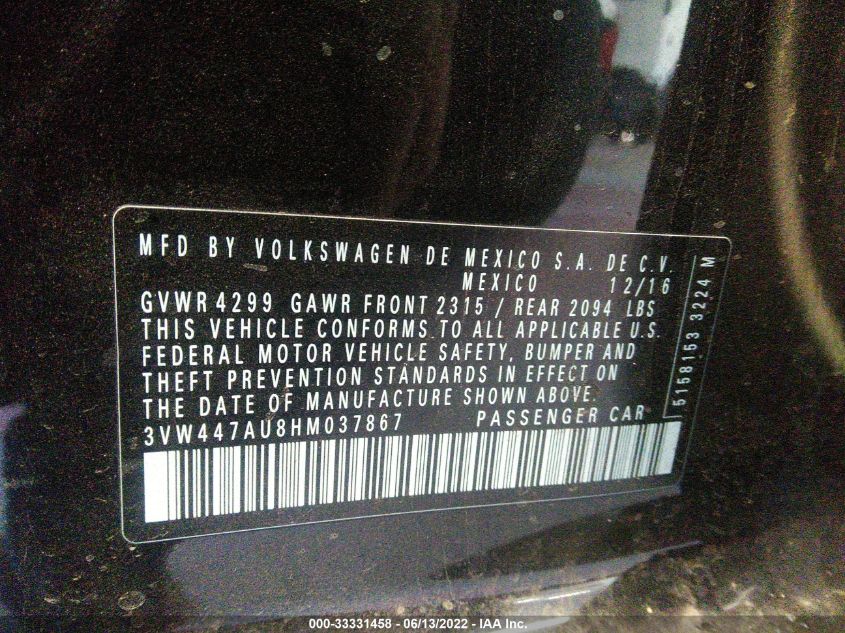 MFD BY VOLKSWAGEN DE MEXICO S.A. DE C.V.
MEXICO 12/16
GVWR 4299 GAWR FRONT 2315 / REAR 2094 LBS
THIS VEHICLE CONFORMS TO ALL APPLICABLE U.S.
FEDERAL MOTOR VEHICLE SAFETY, BUMPER AND
THEFT PREVENTION STANDARDS IN EFFECT ON
THE DATE OF MANUFACTURE SHOWN ABOVE.
3VW447AU8HM037867 PASSENGER CAR
5158153 3224 M
000-33331458 - 06/13/2022 - IAA Inc.